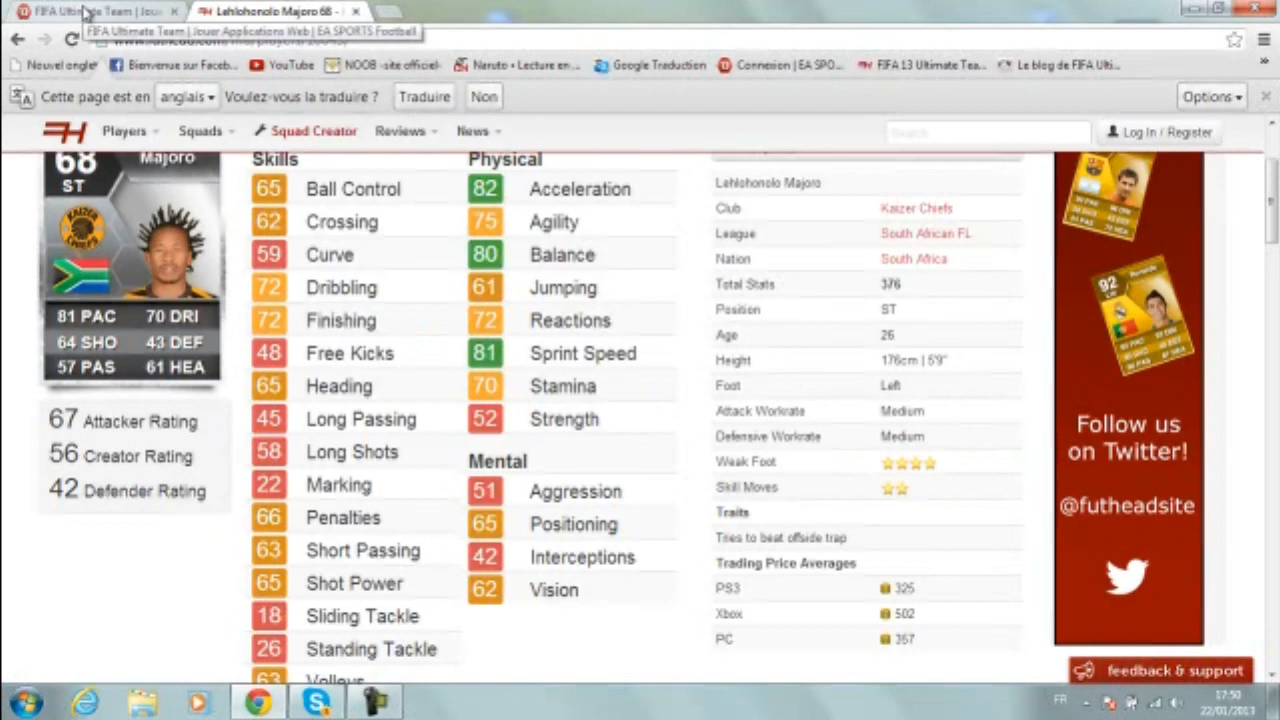 FIFA Ultimate Team | Joue
Lehlohonolo Majoro 68 -
FIFA Ultimate Team | Jouer Applications Web | EA SPORTS Football
Nouvel onglet
Bienvenue sur Faceb...
YouTube
NOOB -site officiel-
Naruto • Lecture en ...
Google Traduction
Connexion | EA SPO...
FIFA 13 Ultimate Tea...
Le blog de FIFA Ulti...
»
Cette page est en anglais Voulez-vous la traduire ? Traduire Non Options
Players Squads Squad Creator Reviews News Search Log In / Register
68
ST
Majoro
KAIZER
CHIEFS
81 PAC 70 DRI
64 SHO 43 DEF
57 PAS 61 HEA
67 Attacker Rating
56 Creator Rating
42 Defender Rating
Skills
65 Ball Control
62 Crossing
59 Curve
72 Dribbling
72 Finishing
48 Free Kicks
65 Heading
45 Long Passing
58 Long Shots
22 Marking
66 Penalties
63 Short Passing
65 Shot Power
18 Sliding Tackle
26 Standing Tackle
63 Volleys
Physical
82 Acceleration
75 Agility
80 Balance
61 Jumping
72 Reactions
81 Sprint Speed
70 Stamina
52 Strength
Mental
51 Aggression
65 Positioning
42 Interceptions
62 Vision
Lehlohonolo Majoro
Club Kaizer Chiefs
League South African FL
Nation South Africa
Total Stats 376
Position ST
Age 26
Height 176cm | 5'9"
Foot Left
Attack Workrate Medium
Defensive Workrate Medium
Weak Foot
Skill Moves
Traits
Tries to beat offside trap
Trading Price Averages
PS3 325
Xbox 502
PC 357
92
Ronaldo
Follow us
on Twitter!
@futheadsite
feedback & support
FR
17:50
22/01/2013